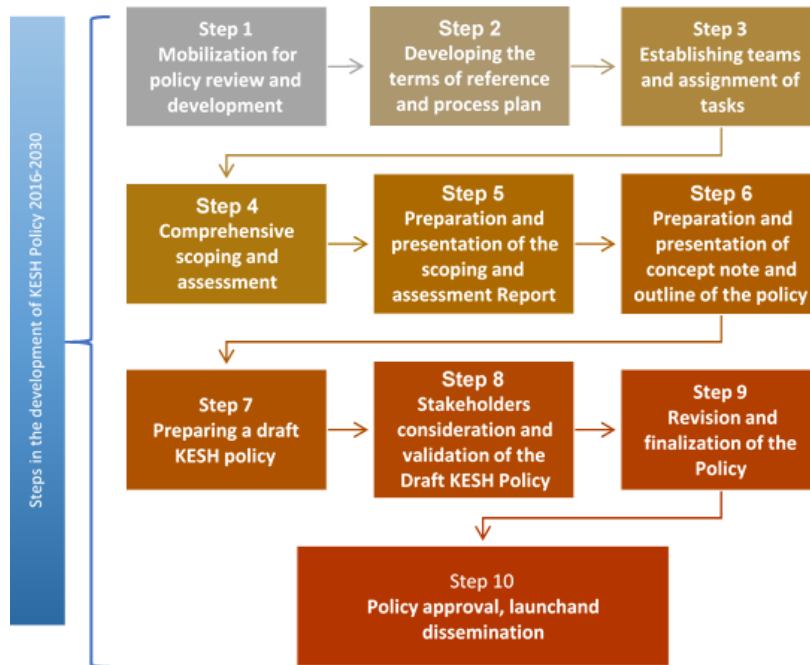 Steps in the development of KESH Policy 2016-2030
Step 1
Mobilization for
policy review and
development
Step 2
Developing the
terms of reference
and process plan
Step 3
Establishing teams
and assignment of
tasks
Step 4
Comprehensive
scoping and
assessment
Step 5
Preparation and
presentation of the
scoping and
assessment Report
Step 6
Preparation and
presentation of
concept note and
outline of the policy
Step 7
Preparing a draft
KESH policy
Step 8
Stakeholders
consideration and
validation of the
Draft KESH Policy
Step 9
Revision and
finalization of the
Policy
Step 10
Policy approval, launchand
dissemination